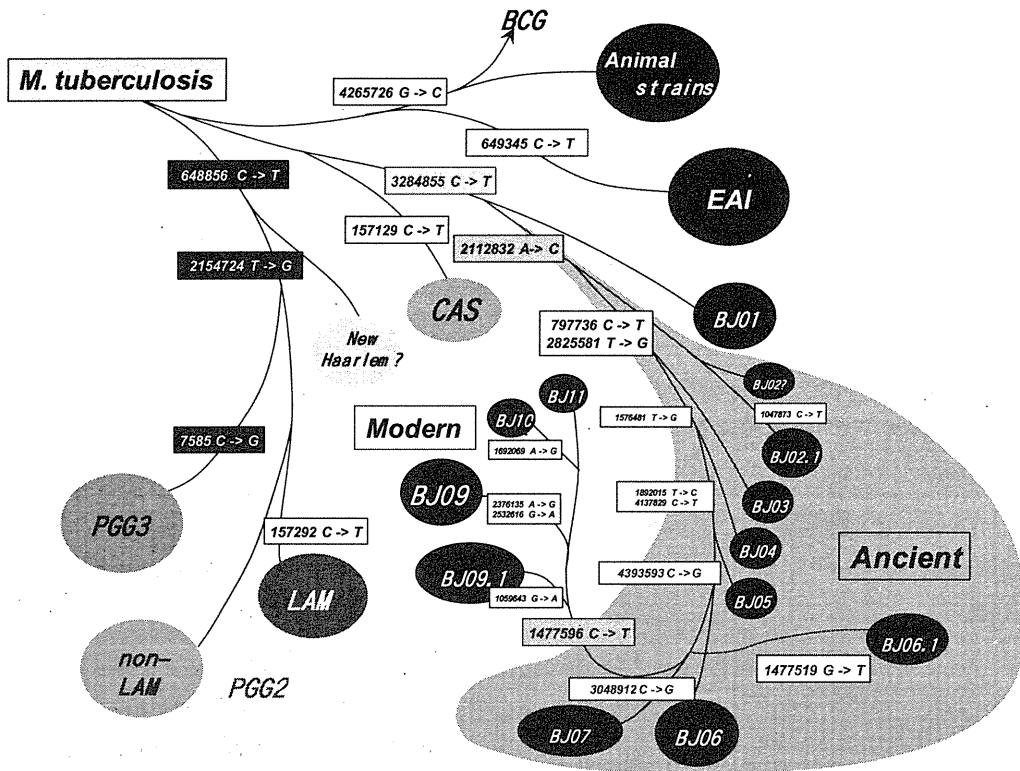 BCG
M. tuberculosis
Animal
strains
4265726 G -> C
649345 C -> T
648856 C -> T
3284855 C -> T
EAI
157129 C -> T
2112832 A-> C
2154724 T -> G
CAS
BJ01
797736 C -> T
2825581 T -> G
New
Haarlem?
BJ02?
BJ11
1047873 C -> T
BJ10
1576481 T -> G
Modern
BJ02.1
7585 C -> G
1692069 A -> G
BJ09
1892015 T -> C
4137829 C -> T
BJ03
2376135 A -> G
2532616 G -> A
PGG3
157292 C -> T
BJ04
Ancient
BJ09.1
4393593 C -> G
LAM
1059643 G -> A
BJ05
1477596 C -> T
BJ06.1
non-
LAM
1477519 G -> T
PGG2
3048912 C -> G
BJ07
BJ06